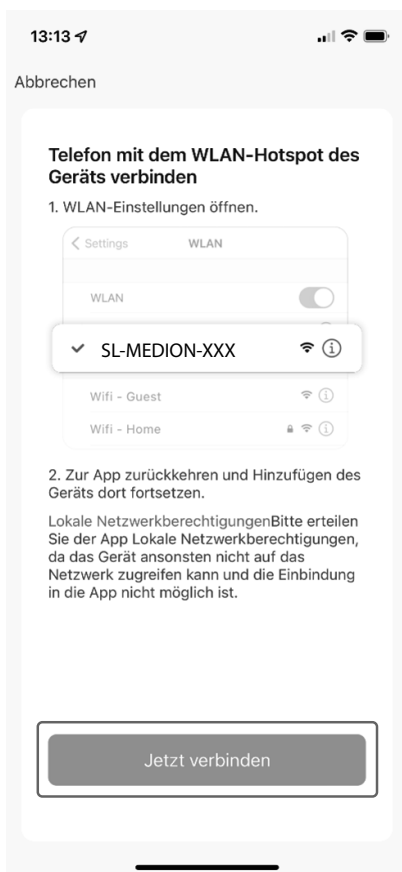 13:13
Abbrechen
Telefon mit dem WLAN-Hotspot des
Geräts verbinden
1. WLAN-Einstellungen öffnen.
Settings WLAN
WLAN
SL-MEDION-XXX
Wifi - Guest
Wifi - Home
2. Zur App zurückkehren und Hinzufügen des
Geräts dort fortsetzen.
Lokale NetzwerkberechtigungenBitte erteilen
Sie der App Lokale Netzwerkberechtigungen,
da das Gerät ansonsten nicht auf das
Netzwerk zugreifen kann und die Einbindung
in die App nicht möglich ist.
Jetzt verbinden